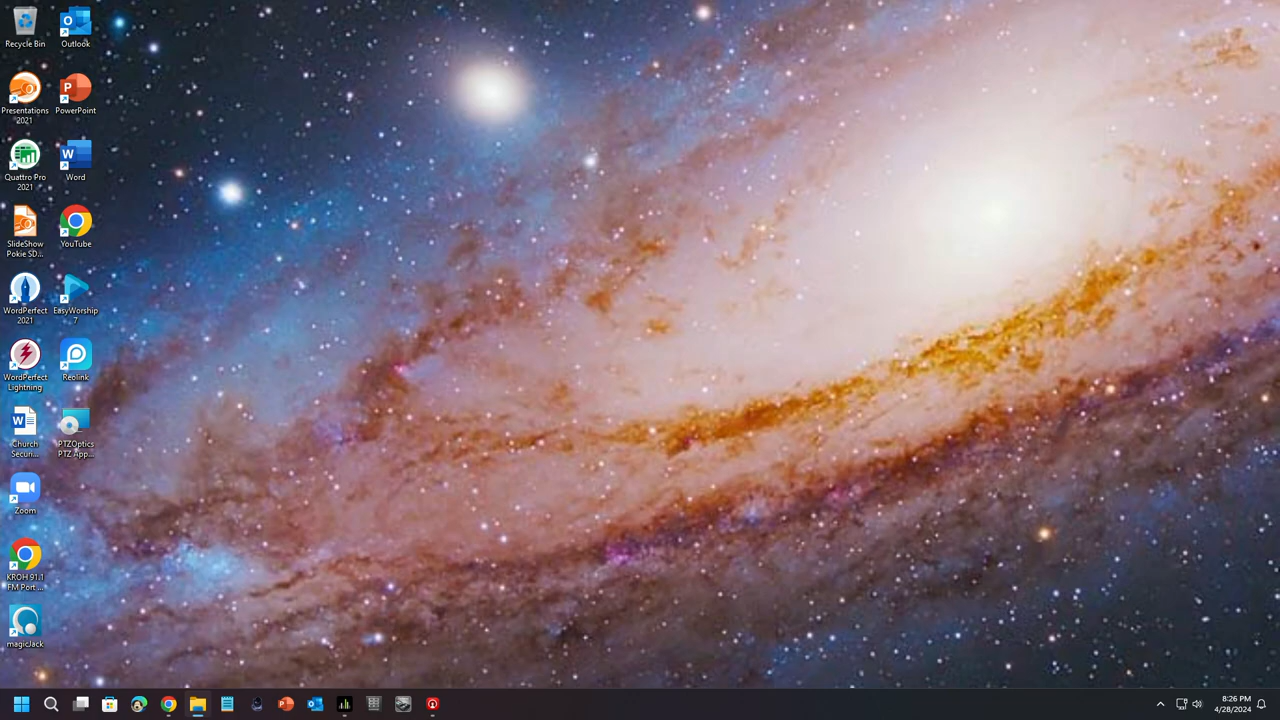 Recycle Bin
Outlook
Presentations
2021
PowerPoint
Quattro Pro
2021
Word
SlideShow
Pokie SD...
YouTube
WordPerfect
2021
EasyWorship
7
WordPerfect
Lightning
Reolink
Church
Secun...
PTZOptics
PTZ App...
Zoom
KROH 91.1
FM Port ...
magicJack
8:26 PM
4/28/2024